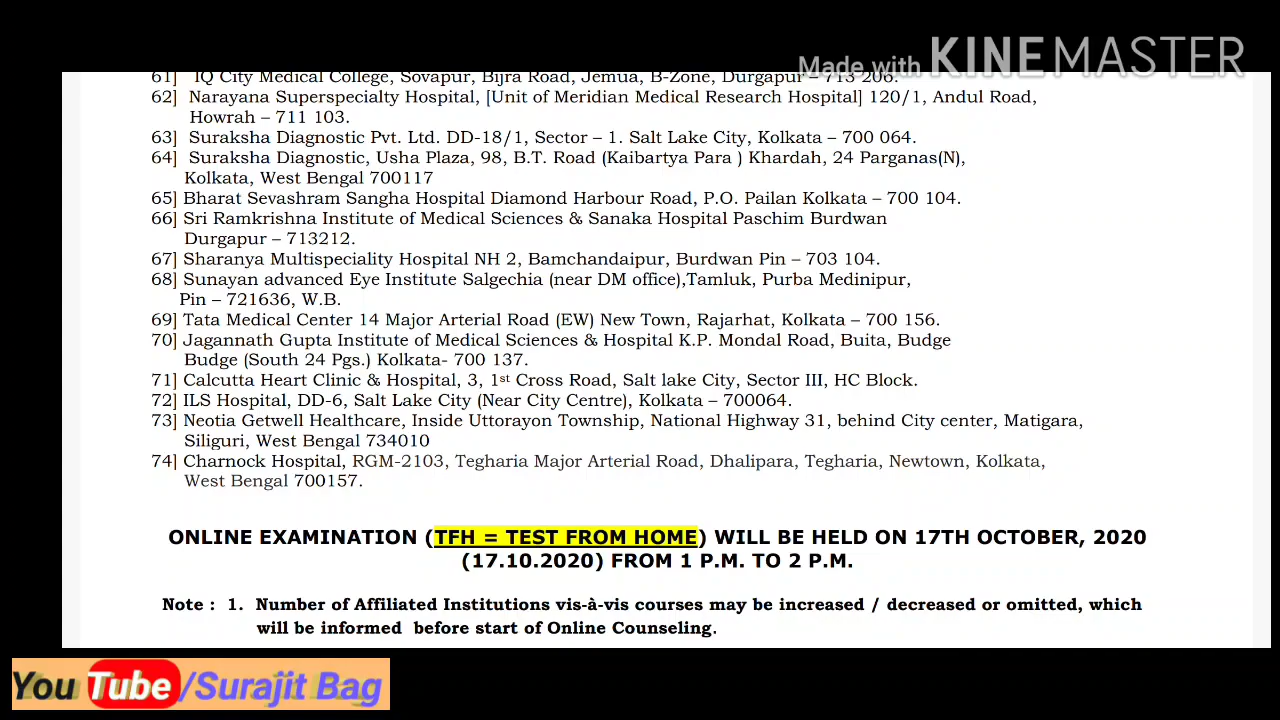 Made with KINEMASTER
61] IQ City Medical College, Sovapur, Bijra Road, Jemua, B-Zone, Durgapur – 713 206.
62] Narayana Superspecialty Hospital, [Unit of Meridian Medical Research Hospital] 120/1, Andul Road,
Howrah – 711 103.
63] Suraksha Diagnostic Pvt. Ltd. DD-18/1, Sector – 1. Salt Lake City, Kolkata – 700 064.
64] Suraksha Diagnostic, Usha Plaza, 98, B.T. Road (Kaibartya Para ) Khardah, 24 Parganas(N),
Kolkata, West Bengal 700117
65] Bharat Sevashram Sangha Hospital Diamond Harbour Road, P.O. Pailan Kolkata – 700 104.
66] Sri Ramkrishna Institute of Medical Sciences & Sanaka Hospital Paschim Burdwan
Durgapur – 713212.
67] Sharanya Multispeciality Hospital NH 2, Bamchandaipur, Burdwan Pin – 703 104.
68] Sunayan advanced Eye Institute Salgechia (near DM office),Tamluk, Purba Medinipur,
Pin – 721636, W.B.
69] Tata Medical Center 14 Major Arterial Road (EW) New Town, Rajarhat, Kolkata – 700 156.
70] Jagannath Gupta Institute of Medical Sciences & Hospital K.P. Mondal Road, Buita, Budge
Budge (South 24 Pgs.) Kolkata- 700 137.
71] Calcutta Heart Clinic & Hospital, 3, 1st Cross Road, Salt lake City, Sector III, HC Block.
72] ILS Hospital, DD-6, Salt Lake City (Near City Centre), Kolkata – 700064.
73] Neotia Getwell Healthcare, Inside Uttorayon Township, National Highway 31, behind City center, Matigara,
Siliguri, West Bengal 734010
74] Charnock Hospital, RGM-2103, Tegharia Major Arterial Road, Dhalipara, Tegharia, Newtown, Kolkata,
West Bengal 700157.
ONLINE EXAMINATION (TFH = TEST FROM HOME) WILL BE HELD ON 17TH OCTOBER, 2020
(17.10.2020) FROM 1 P.M. TO 2 P.M.
Note : 1. Number of Affiliated Institutions vis-à-vis courses may be increased / decreased or omitted, which
will be informed before start of Online Counseling.
You Tube/Surajit Bag